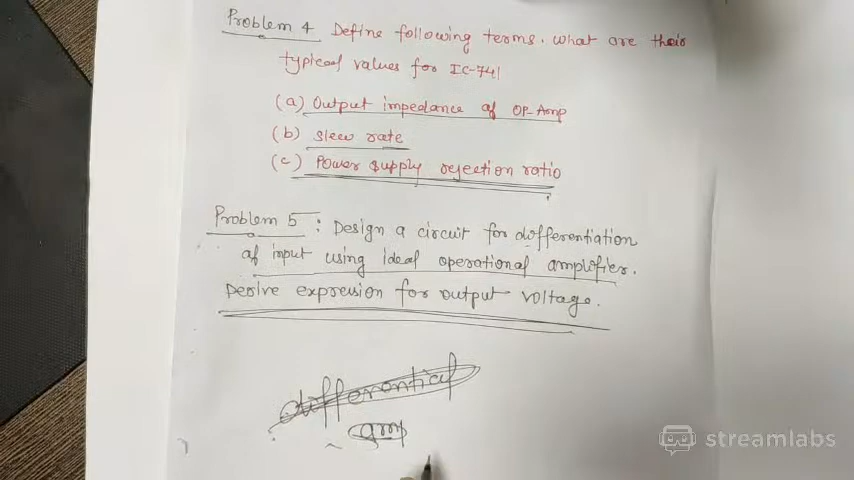 Problem 4 Define following terms. What are their
typical values for IC-741
(a) Output impedance of OP-Amp
(b) Slew rate
(c) Power supply rejection ratio
Problem 5 : Design a circuit for differentiation
of input using ideal operational amplifier.
Derive expression for output voltage.
differential
amp
streamlabs